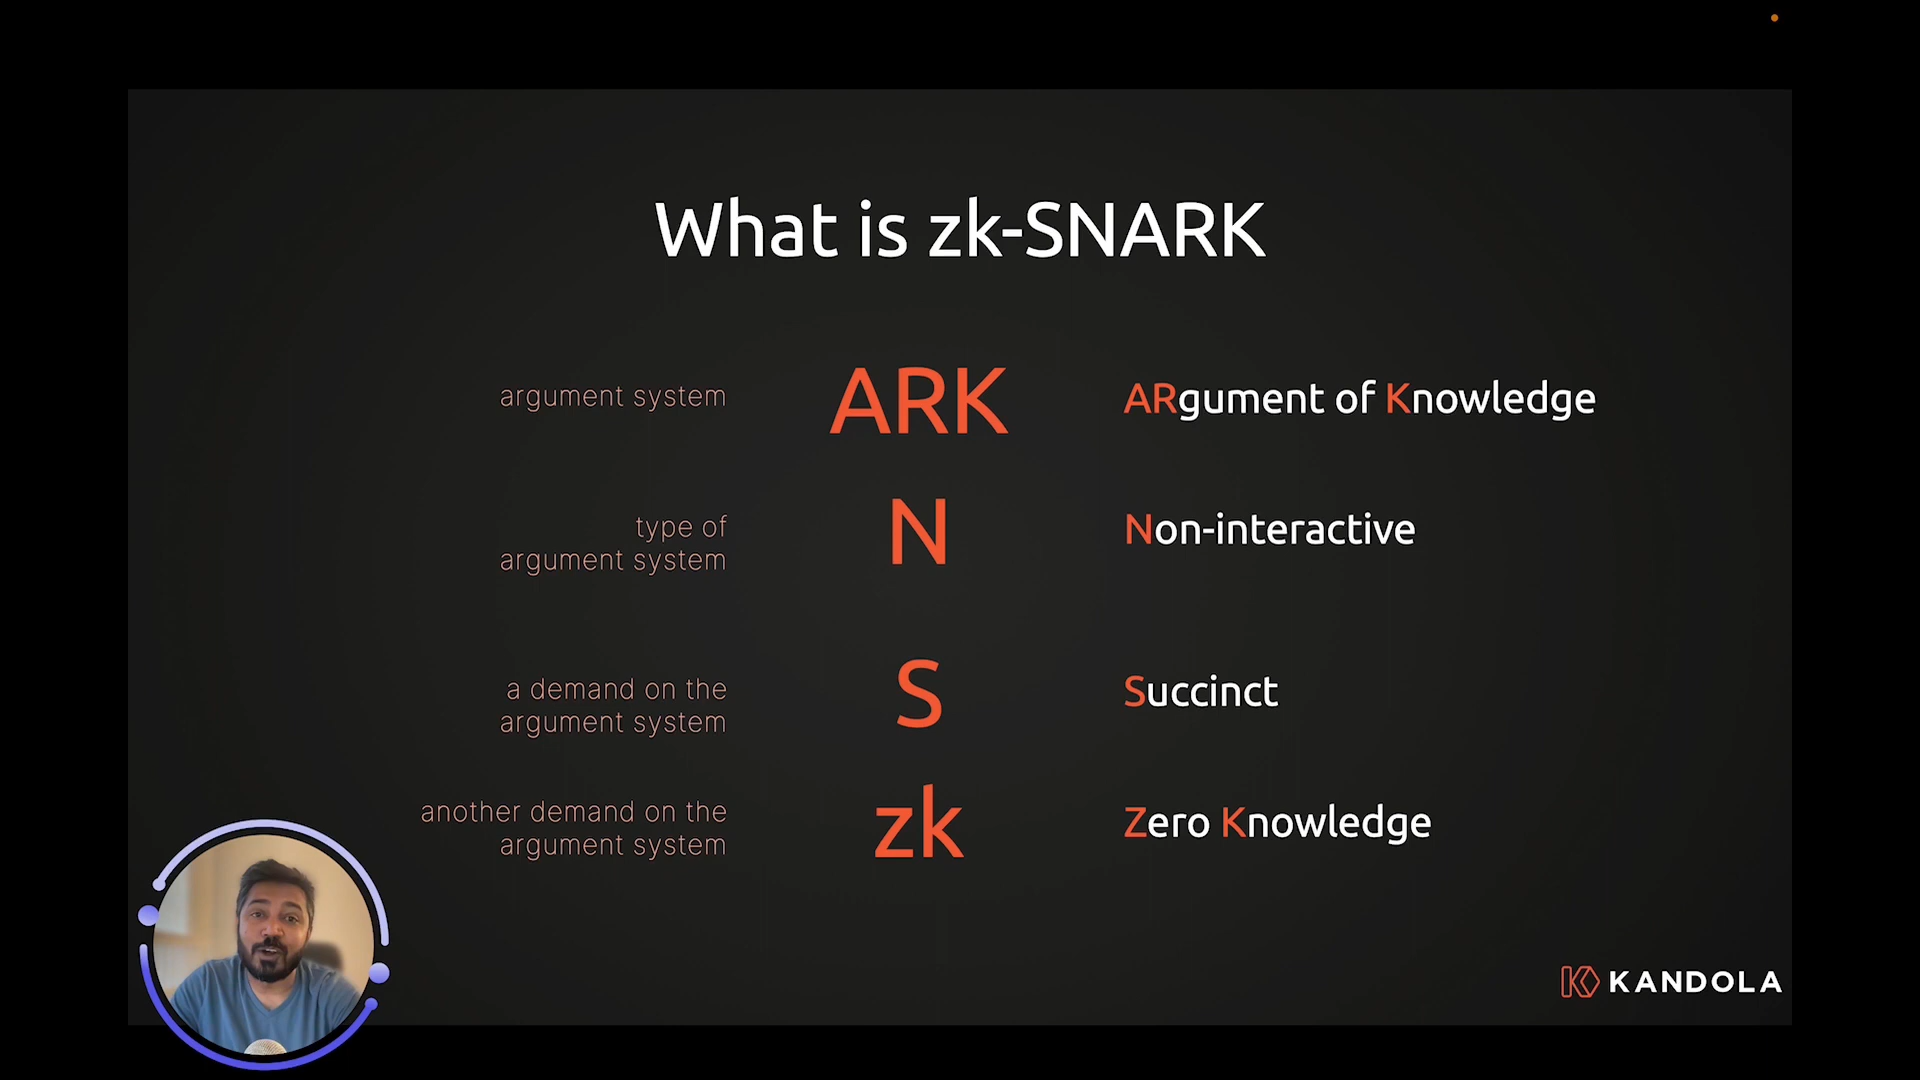 What is zk-SNARK
argument system
ARK
ARgument of Knowledge
type of
argument system
N
Non-interactive
a demand on the
argument system
S
Succinct
another demand on the
argument system
zk
Zero Knowledge
KANDOLA